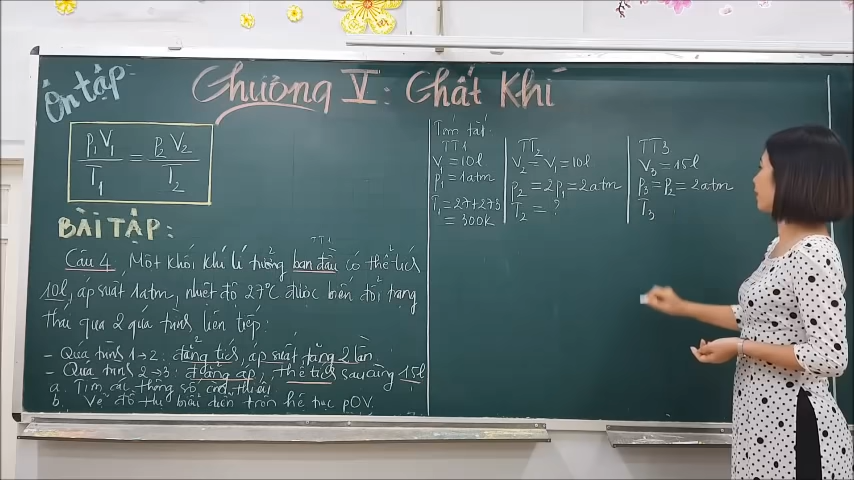 Ôn tập
Chương V: Chất Khí
p₁V₁ / T₁ = p₂V₂ / T₂
BÀI TẬP:
Câu 4: Một khối khí lí tưởng ban đầu có thể tích
10l, áp suất 1atm, nhiệt độ 27°C được biến đổi trạng
thái qua 2 quá trình liên tiếp:
- Quá trình 1→2: đẳng tích, áp suất tăng 2 lần
- Quá trình 2→3: đẳng áp, thể tích sau cùng 15l
a. Tìm các thông số còn thiếu
b. Vẽ đồ thị biểu diễn trên hệ trục pOV.
Tóm tắt:
TT1
V₁ = 10l
p₁ = 1atm
T₁ = 27+273
= 300K
TT2
V₂ = V₁ = 10l
p₂ = 2p₁ = 2atm
T₂ = ?
TT3
V₃ = 15l
p₃ = p₂ = 2atm
T₃